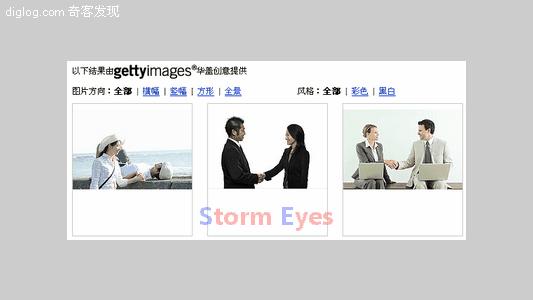 diglog.com 奇客发现
以下结果由gettyimages®华盖创意提供
图片方向：全部 | 横幅 | 竖幅 | 方形 | 全景
风格：全部 | 彩色 | 黑白
Storm Eyes